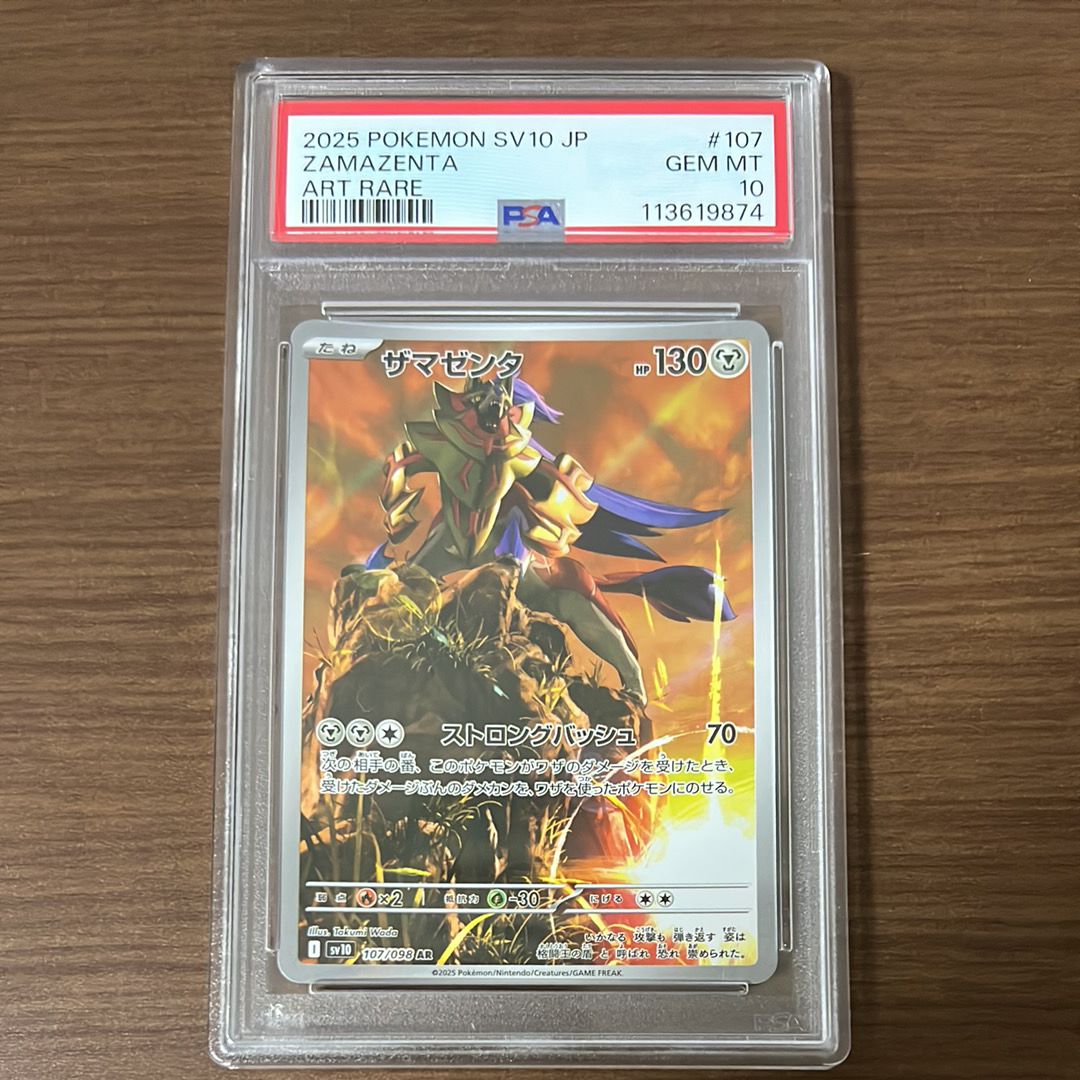 2025 POKEMON SV10 JP #107
ZAMAZENTA GEM MT
ART RARE 10
PSA 113619874
たね ザマゼンタ HP 130
ストロングバッシュ 70
次の相手の番、このポケモンがワザのダメージを受けたとき、
受けたダメージぶんのダメカンを、ワザを使ったポケモンにのせる。
弱点 ×2 抵抗力 -30 にげる
Illus. Takumi Wada
いかなる 攻撃も 弾き返す 姿は
格闘王の盾と 呼ばれ 恐れ 崇められた。
I sv10 107/098 AR
©2025 Pokémon/Nintendo/Creatures/GAME FREAK.
PSA